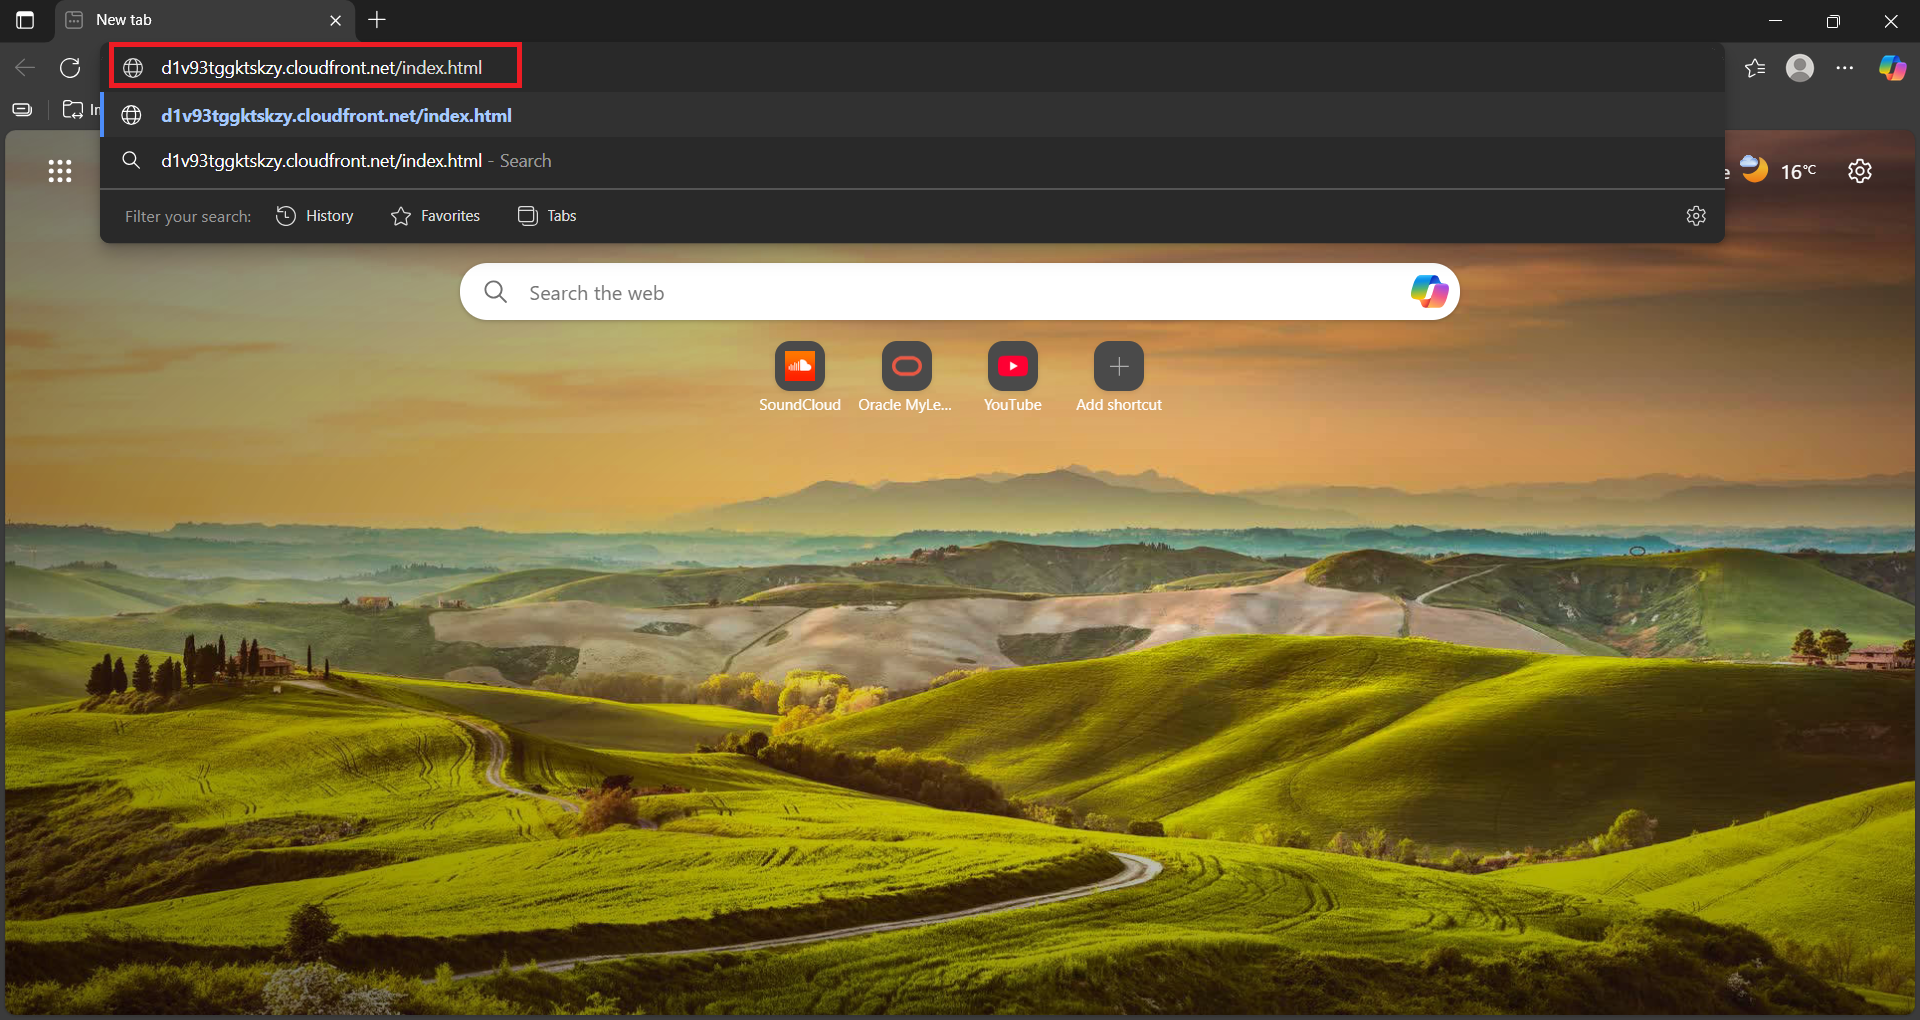 New tab
d1v93tggktskzy.cloudfront.net/index.html
d1v93tggktskzy.cloudfront.net/index.html
d1v93tggktskzy.cloudfront.net/index.html - Search
Filter your search: History Favorites Tabs
16°C
Search the web
SoundCloud Oracle MyLe... YouTube Add shortcut